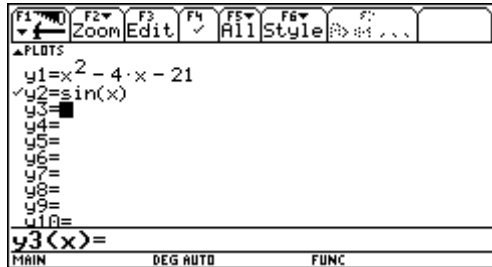 F1 F2 Zoom F3 Edit F4 ✓ F5 All F6 Style F7
▲PLOTS
y1=x² - 4·x - 21
✓y2=sin(x)
y3=
y4=
y5=
y6=
y7=
y8=
y9=
y10=
y3(x)=
MAIN DEG AUTO FUNC